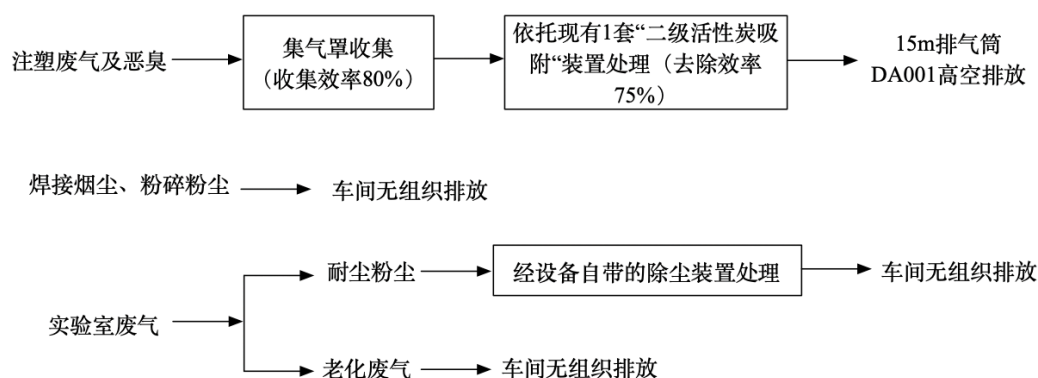 注塑废气及恶臭
集气罩收集
（收集效率80%）
依托现有1套“二级活性炭吸
附“装置处理（去除效率
75%）
15m排气筒
DA001高空排放
焊接烟尘、粉碎粉尘
车间无组织排放
实验室废气
耐尘粉尘
经设备自带的除尘装置处理
车间无组织排放
老化废气
车间无组织排放